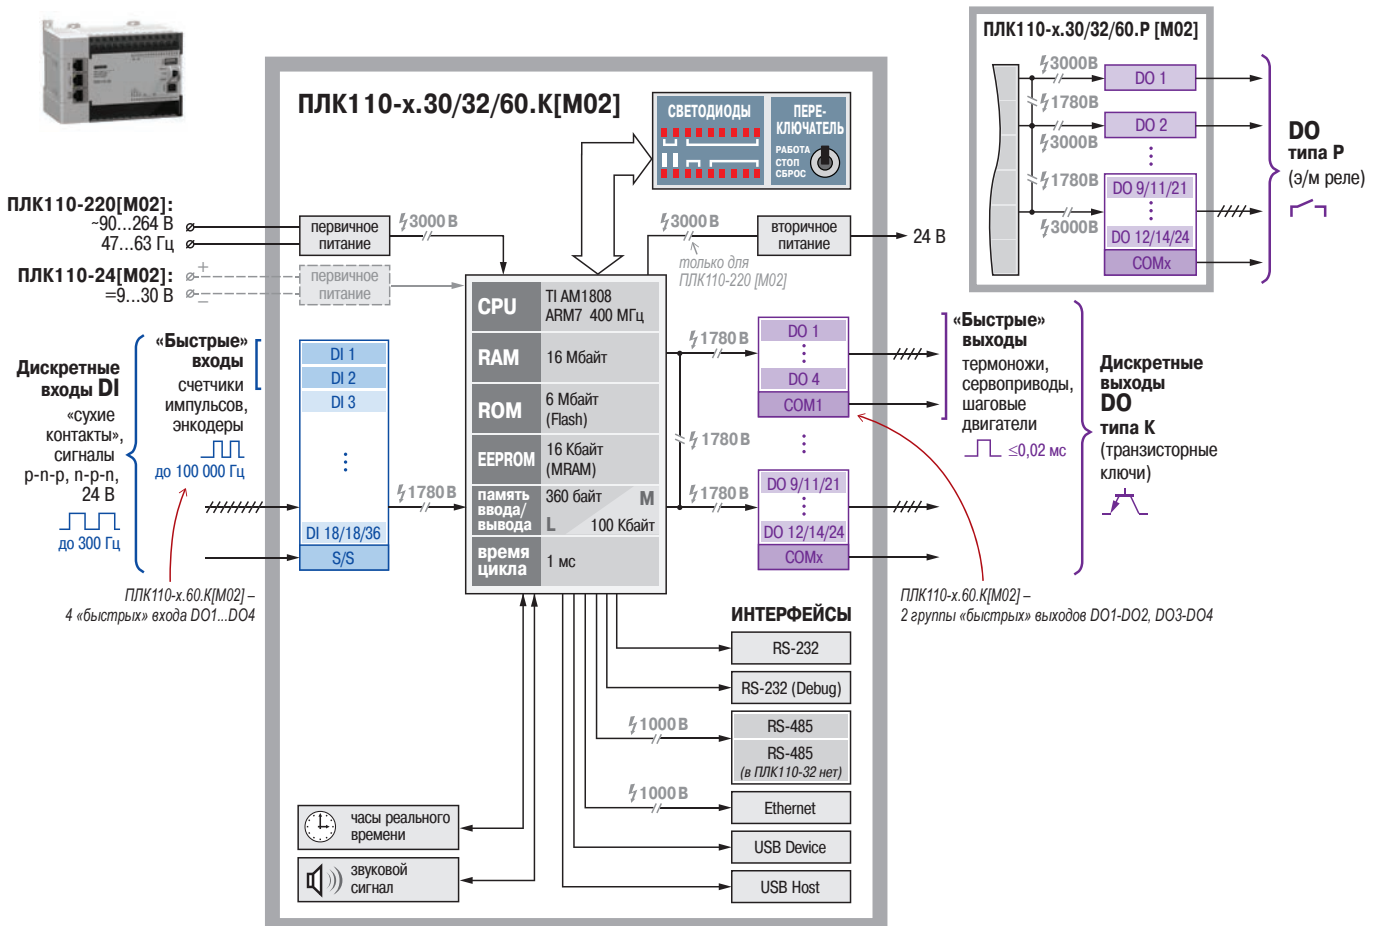 ПЛК110-х.30/32/60.К[М02]
СВЕТОДИОДЫ
ПЕРЕ-
КЛЮЧАТЕЛЬ
РАБОТА
СТОП
СБРОС
ПЛК110-220[М02]:
~90...264 В
47...63 Гц
ПЛК110-24[М02]:
=9...30 В
+
–
первичное
питание
3000 В
первичное
питание
3000 В
только для
ПЛК110-220 [М02]
вторичное
питание
24 В
Дискретные
входы DI
«сухие
контакты»,
сигналы
p-n-p, n-p-n,
24 В
до 300 Гц
«Быстрые»
входы
счетчики
импульсов,
энкодеры
до 100 000 Гц
ПЛК110-х.60.К[М02] –
4 «быстрых» входа DO1...DO4
DI 1
DI 2
DI 3
DI 18/18/36
S/S
1780 В
CPU
TI AM1808
ARM7 400 МГц
RAM
16 Мбайт
ROM
6 Мбайт
(Flash)
EEPROM
16 Кбайт
(MRAM)
память
ввода/
вывода
360 байт
M
L
100 Кбайт
время
цикла
1 мс
1780 В
1780 В
1780 В
DO 1
DO 4
COM1
DO 9/11/21
DO 12/14/24
COMx
«Быстрые»
выходы
термоножи,
сервоприводы,
шаговые
двигатели
≤0,02 мс
Дискретные
выходы
DO
типа К
(транзисторные
ключи)
ПЛК110-х.60.К[М02] –
2 группы «быстрых» выходов DO1-DO2, DO3-DO4
ИНТЕРФЕЙСЫ
RS-232
RS-232 (Debug)
1000 В
RS-485
RS-485
(в ПЛК110-32 нет)
1000 В
Ethernet
USB Device
USB Host
часы реального
времени
звуковой
сигнал
ПЛК110-х.30/32/60.Р [М02]
3000В
DO 1
1780В
DO 2
3000В
1780В
DO 9/11/21
3000В
DO 12/14/24
COMx
DO
типа Р
(э/м реле)